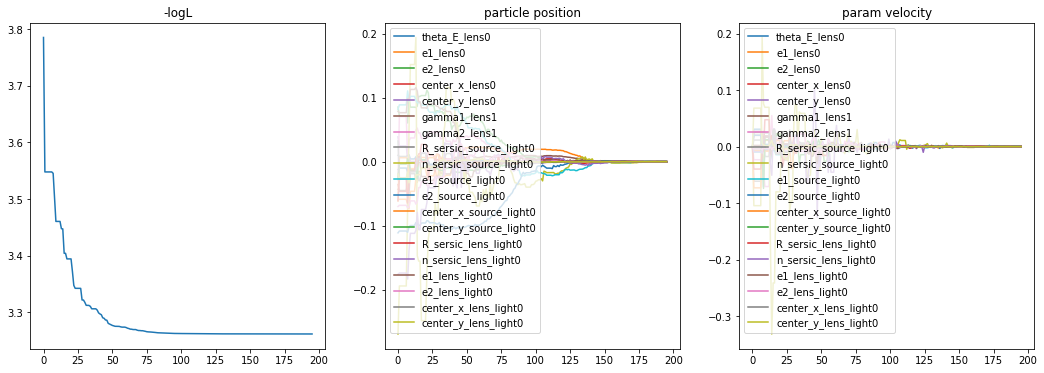 -logL
3.8
3.7
3.6
3.5
3.4
3.3
0
25
50
75
100
125
150
175
200
particle position
0.2
0.1
0.0
−0.1
−0.2
theta_E_lens0
e1_lens0
e2_lens0
center_x_lens0
center_y_lens0
gamma1_lens1
gamma2_lens1
R_sersic_source_light0
n_sersic_source_light0
e1_source_light0
e2_source_light0
center_x_source_light0
center_y_source_light0
R_sersic_lens_light0
n_sersic_lens_light0
e1_lens_light0
e2_lens_light0
center_x_lens_light0
center_y_lens_light0
0
25
50
75
100
125
150
175
200
param velocity
0.2
0.1
0.0
−0.1
−0.2
−0.3
theta_E_lens0
e1_lens0
e2_lens0
center_x_lens0
center_y_lens0
gamma1_lens1
gamma2_lens1
R_sersic_source_light0
n_sersic_source_light0
e1_source_light0
e2_source_light0
center_x_source_light0
center_y_source_light0
R_sersic_lens_light0
n_sersic_lens_light0
e1_lens_light0
e2_lens_light0
center_x_lens_light0
center_y_lens_light0
0
25
50
75
100
125
150
175
200